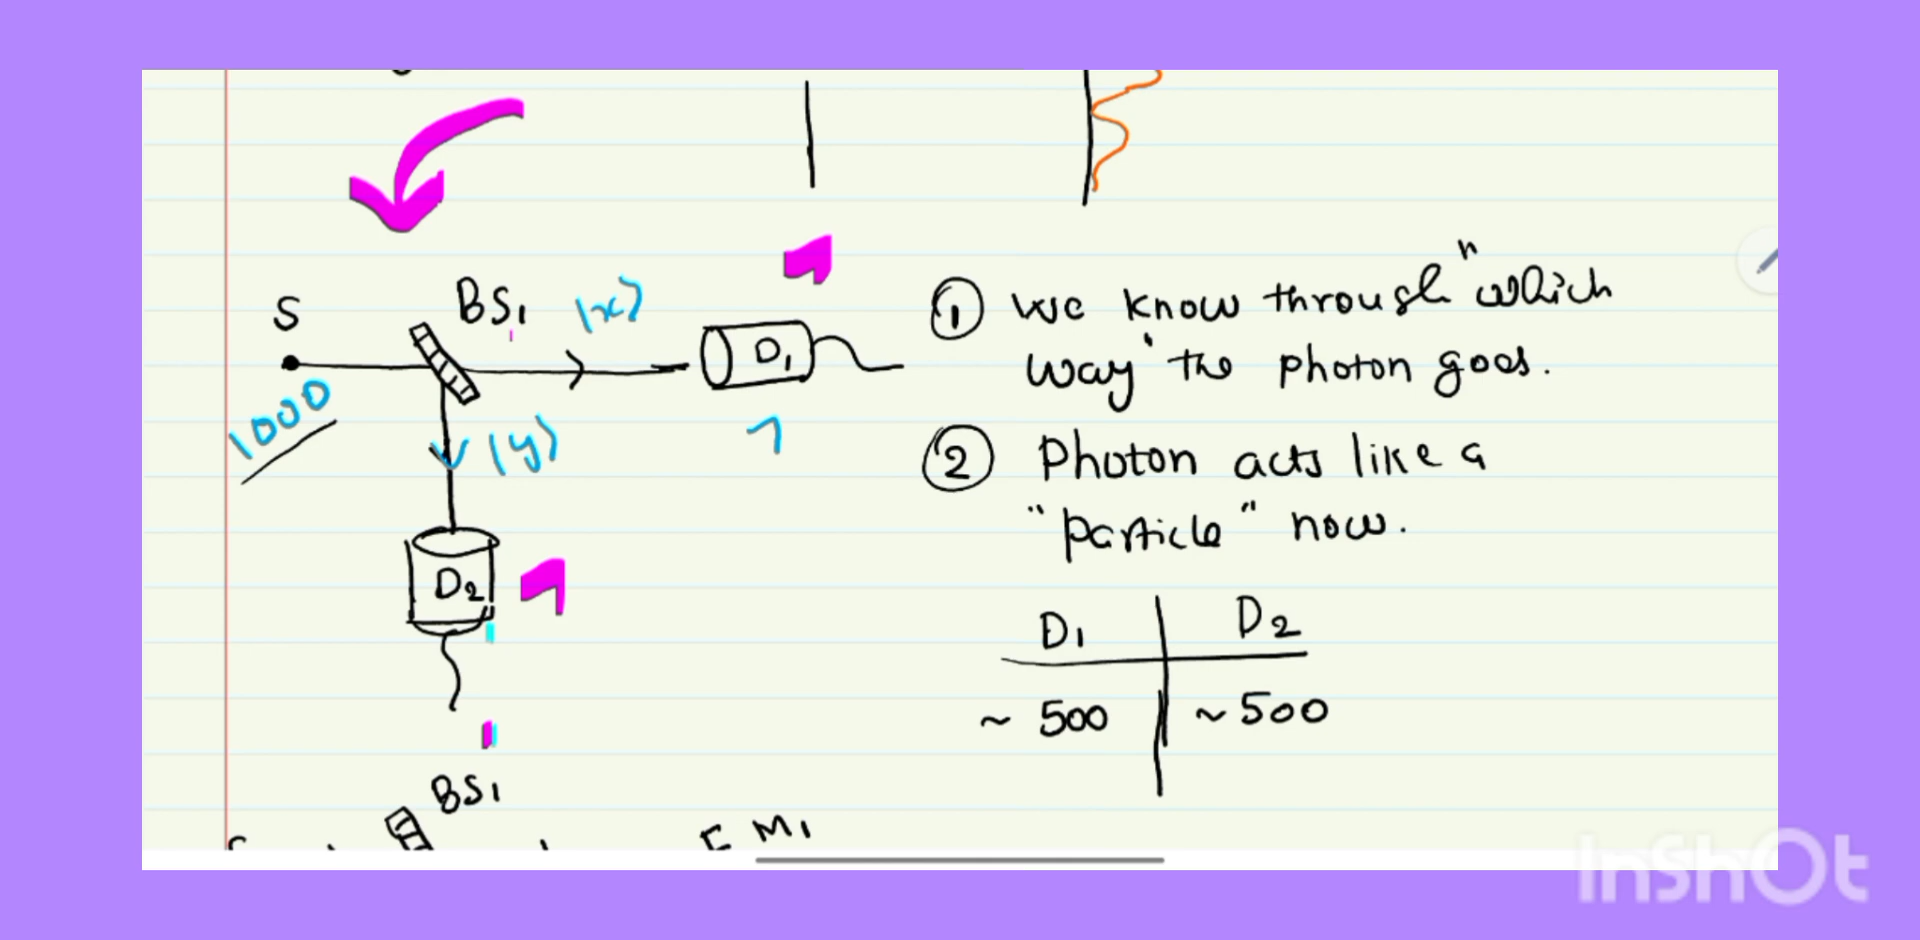 S
BS₁
|x⟩
1000
|y⟩
D₁
D₂
① we know through "which
way" the photon goes.
② Photon acts like a
"particle" now.
D₁ D₂
~ 500 ~ 500
BS₁
M₁
InShOt